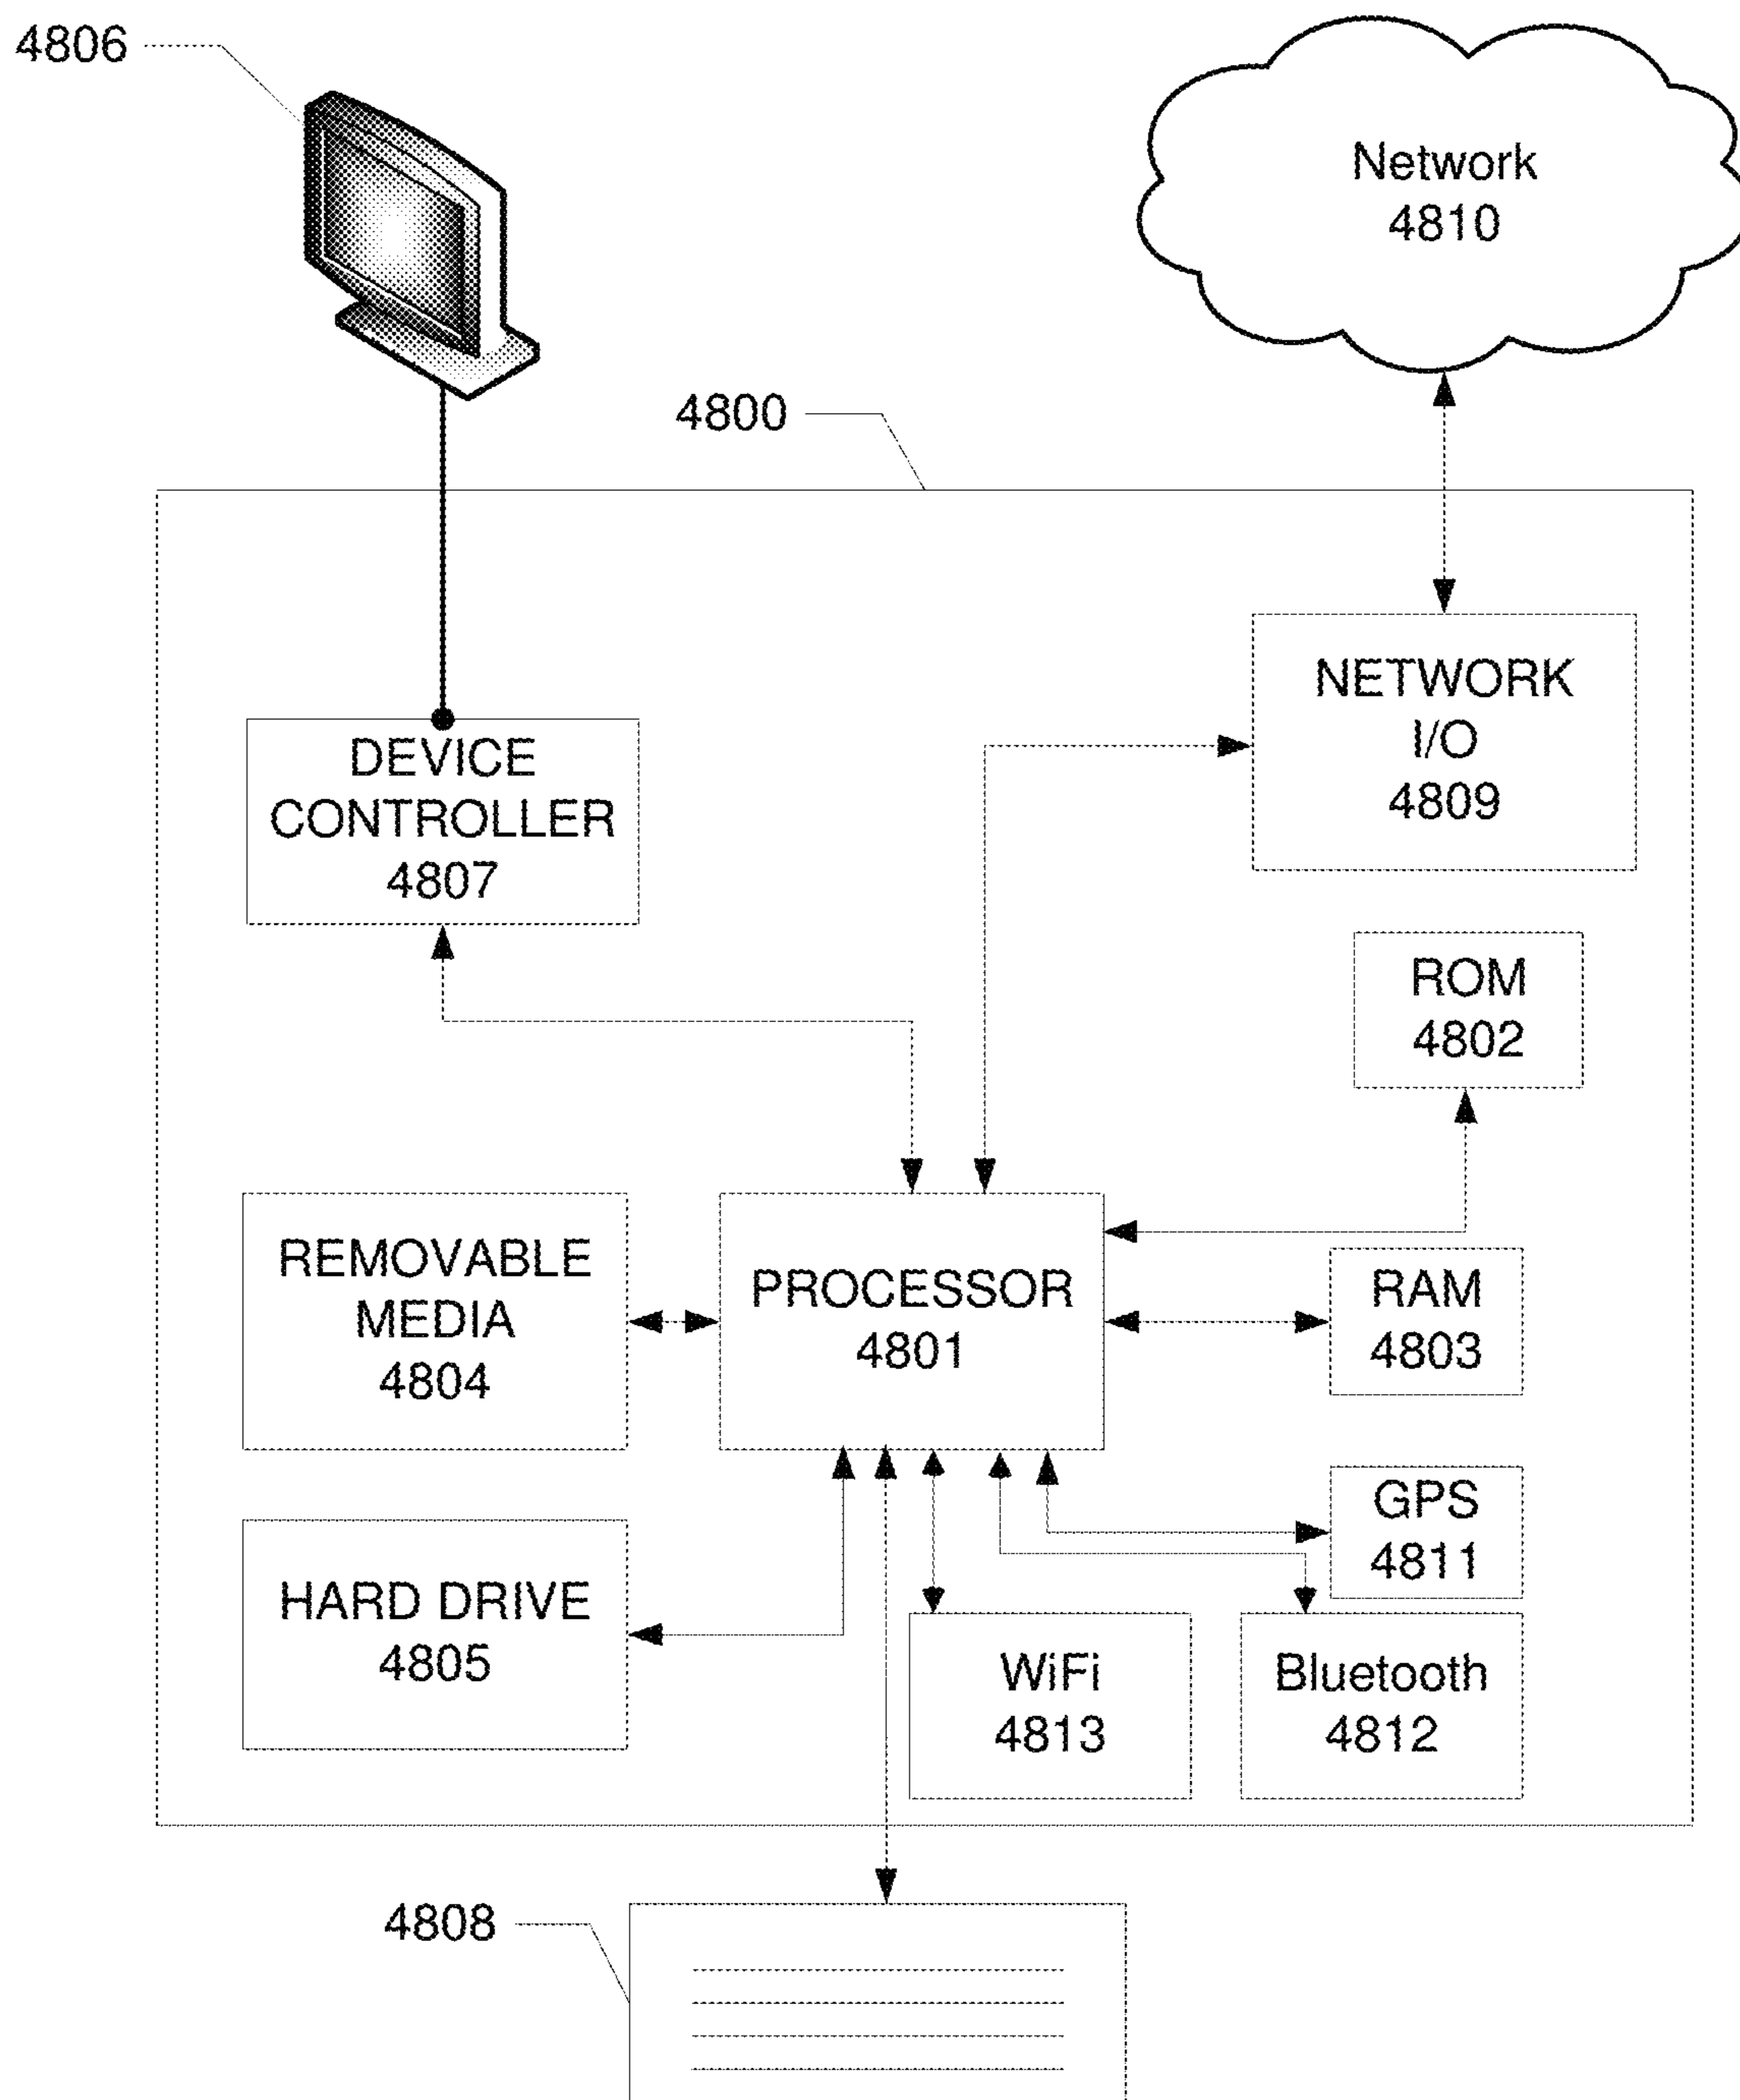 4806
Network
4810
4800
NETWORK
I/O
4809
DEVICE
CONTROLLER
4807
ROM
4802
REMOVABLE
MEDIA
4804
PROCESSOR
4801
RAM
4803
GPS
4811
HARD DRIVE
4805
WiFi
4813
Bluetooth
4812
4808